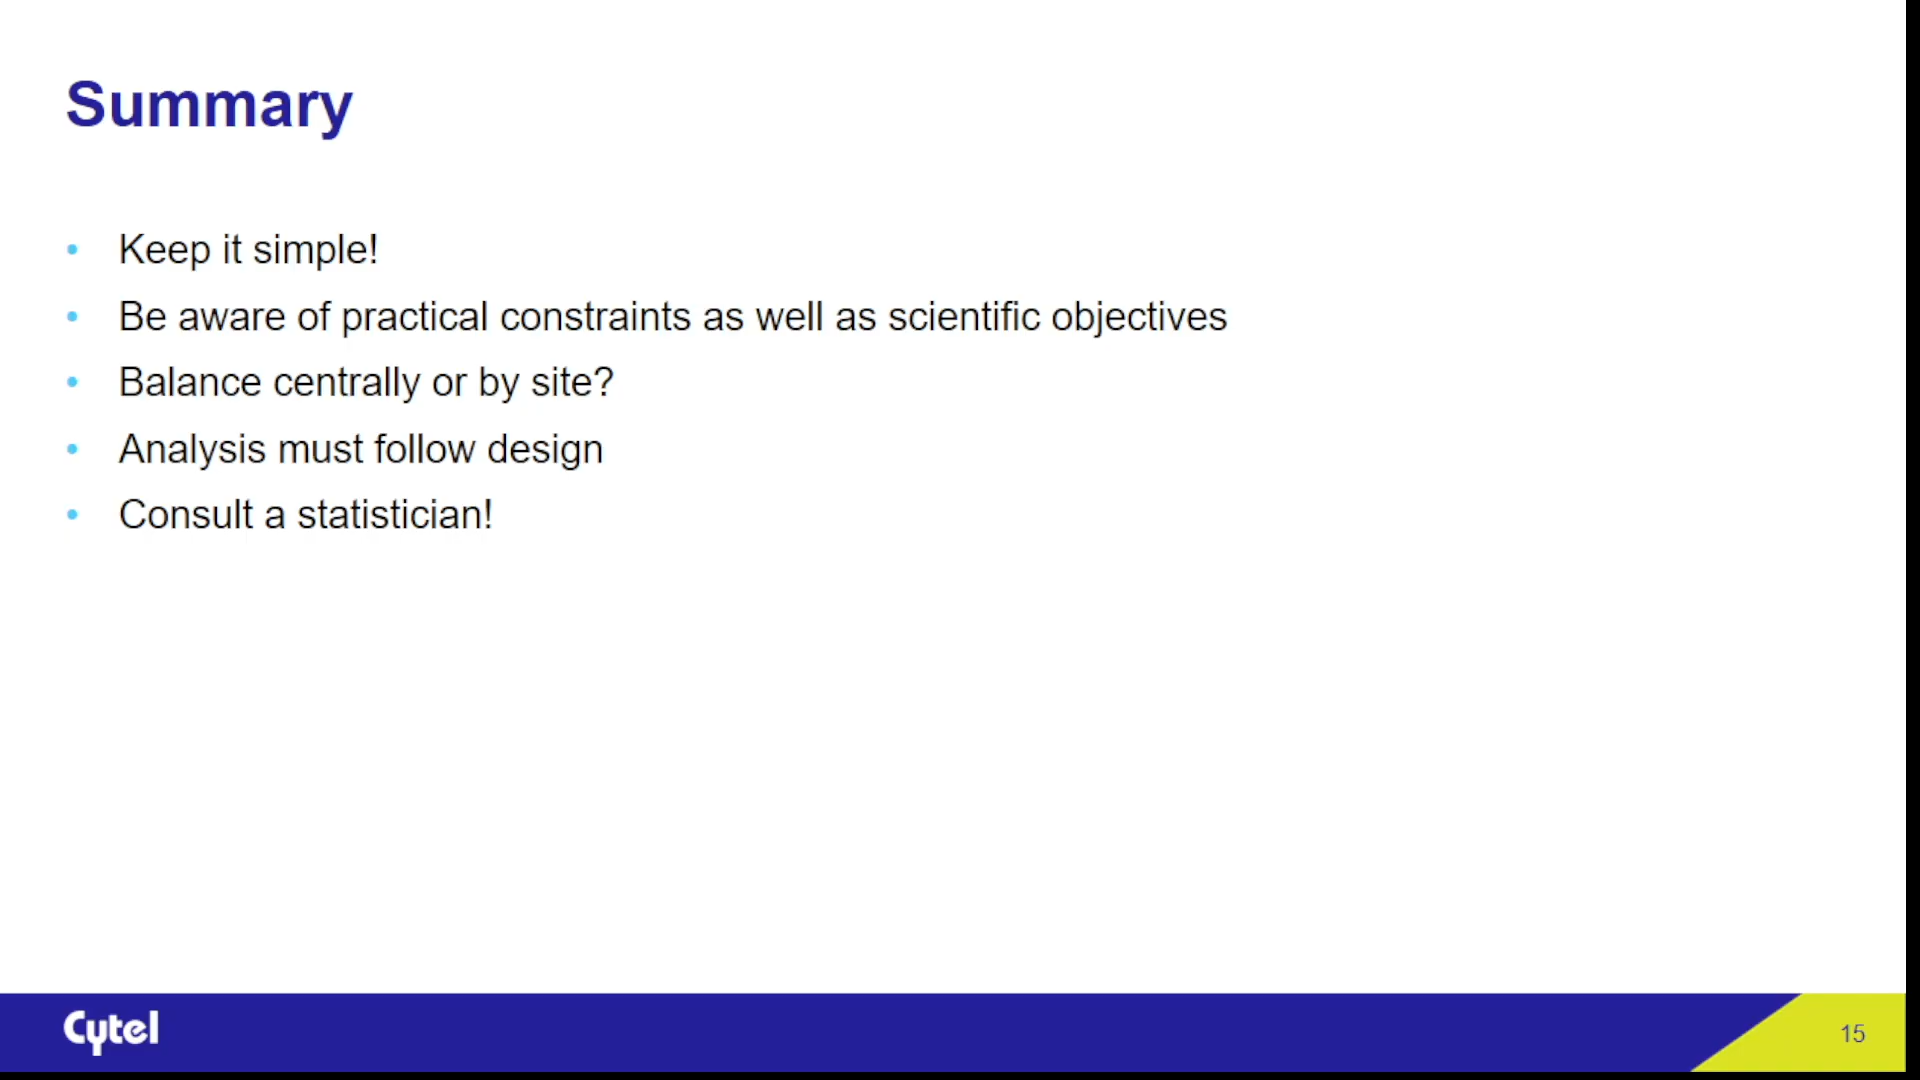 Summary
• Keep it simple!
• Be aware of practical constraints as well as scientific objectives
• Balance centrally or by site?
• Analysis must follow design
• Consult a statistician!
Cytel
15